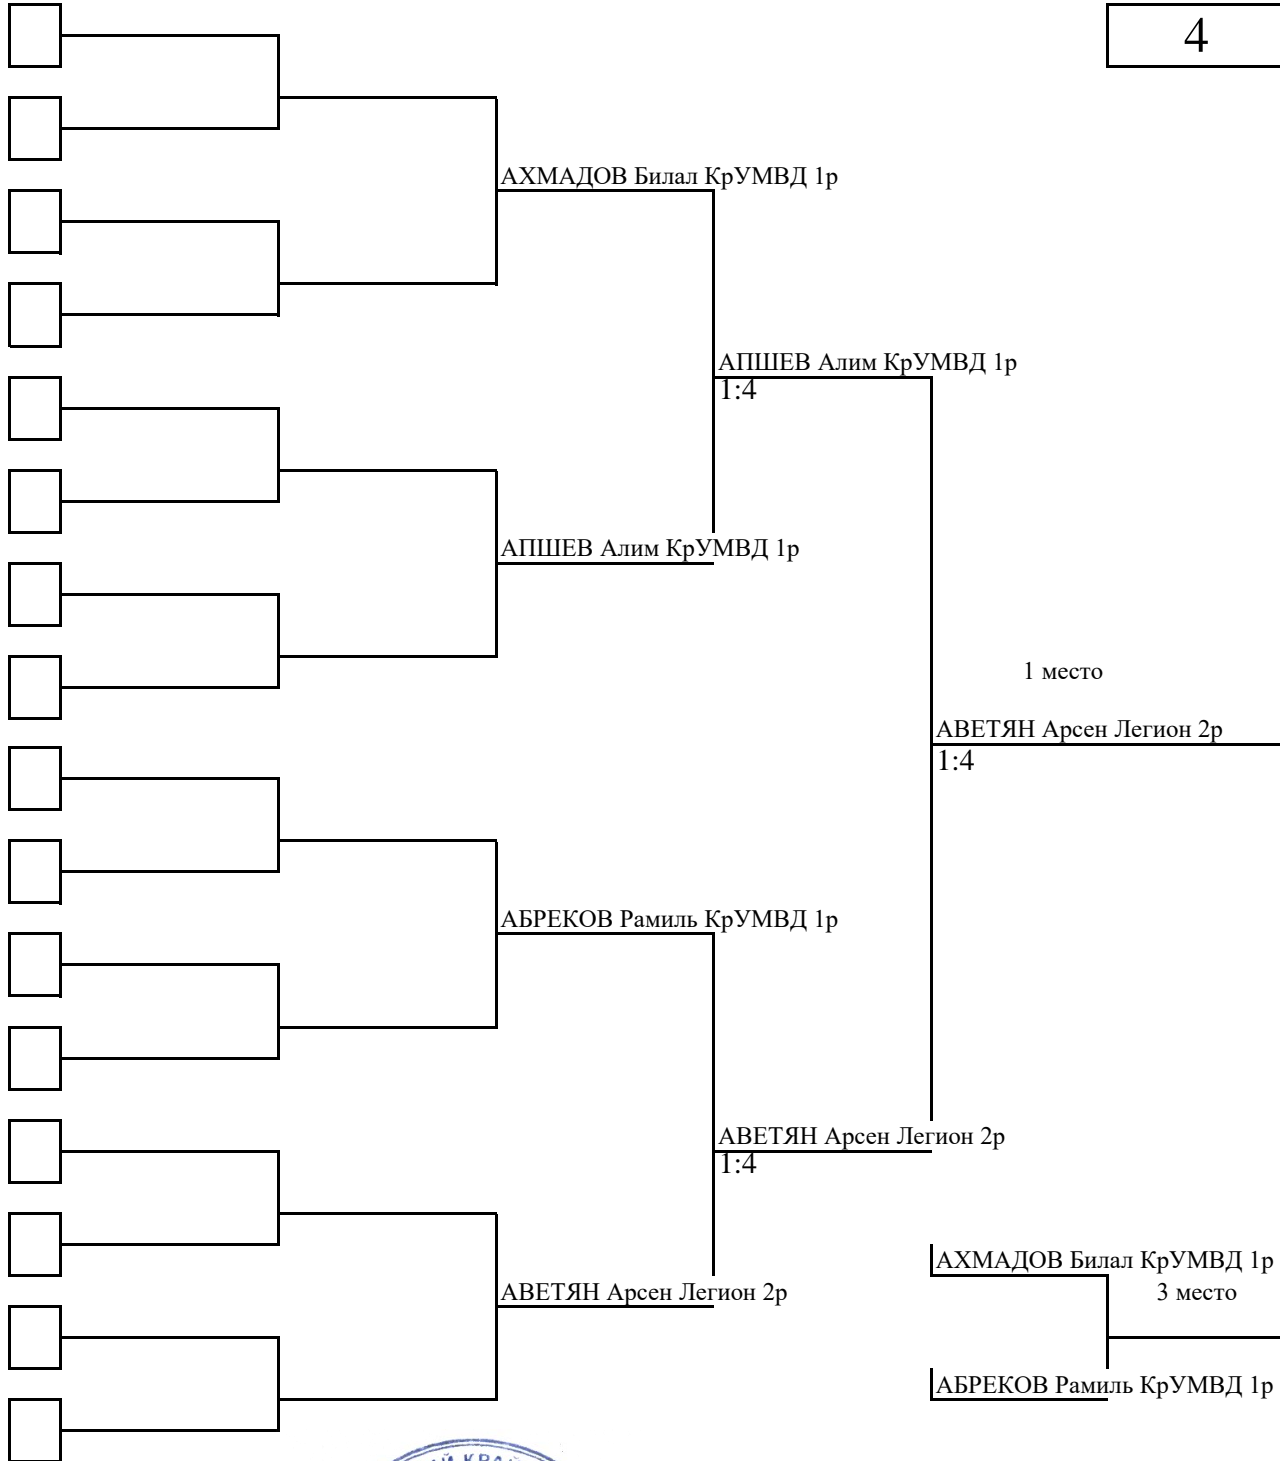 4
АХМАДОВ Билал КрУМВД 1р
АПШЕВ Алим КрУМВД 1р
1:4
АПШЕВ Алим КрУМВД 1р
1 место
АВЕТЯН Арсен Легион 2р
1:4
АБРЕКОВ Рамиль КрУМВД 1р
АВЕТЯН Арсен Легион 2р
1:4
АХМАДОВ Билал КрУМВД 1р
АВЕТЯН Арсен Легион 2р
3 место
АБРЕКОВ Рамиль КрУМВД 1р